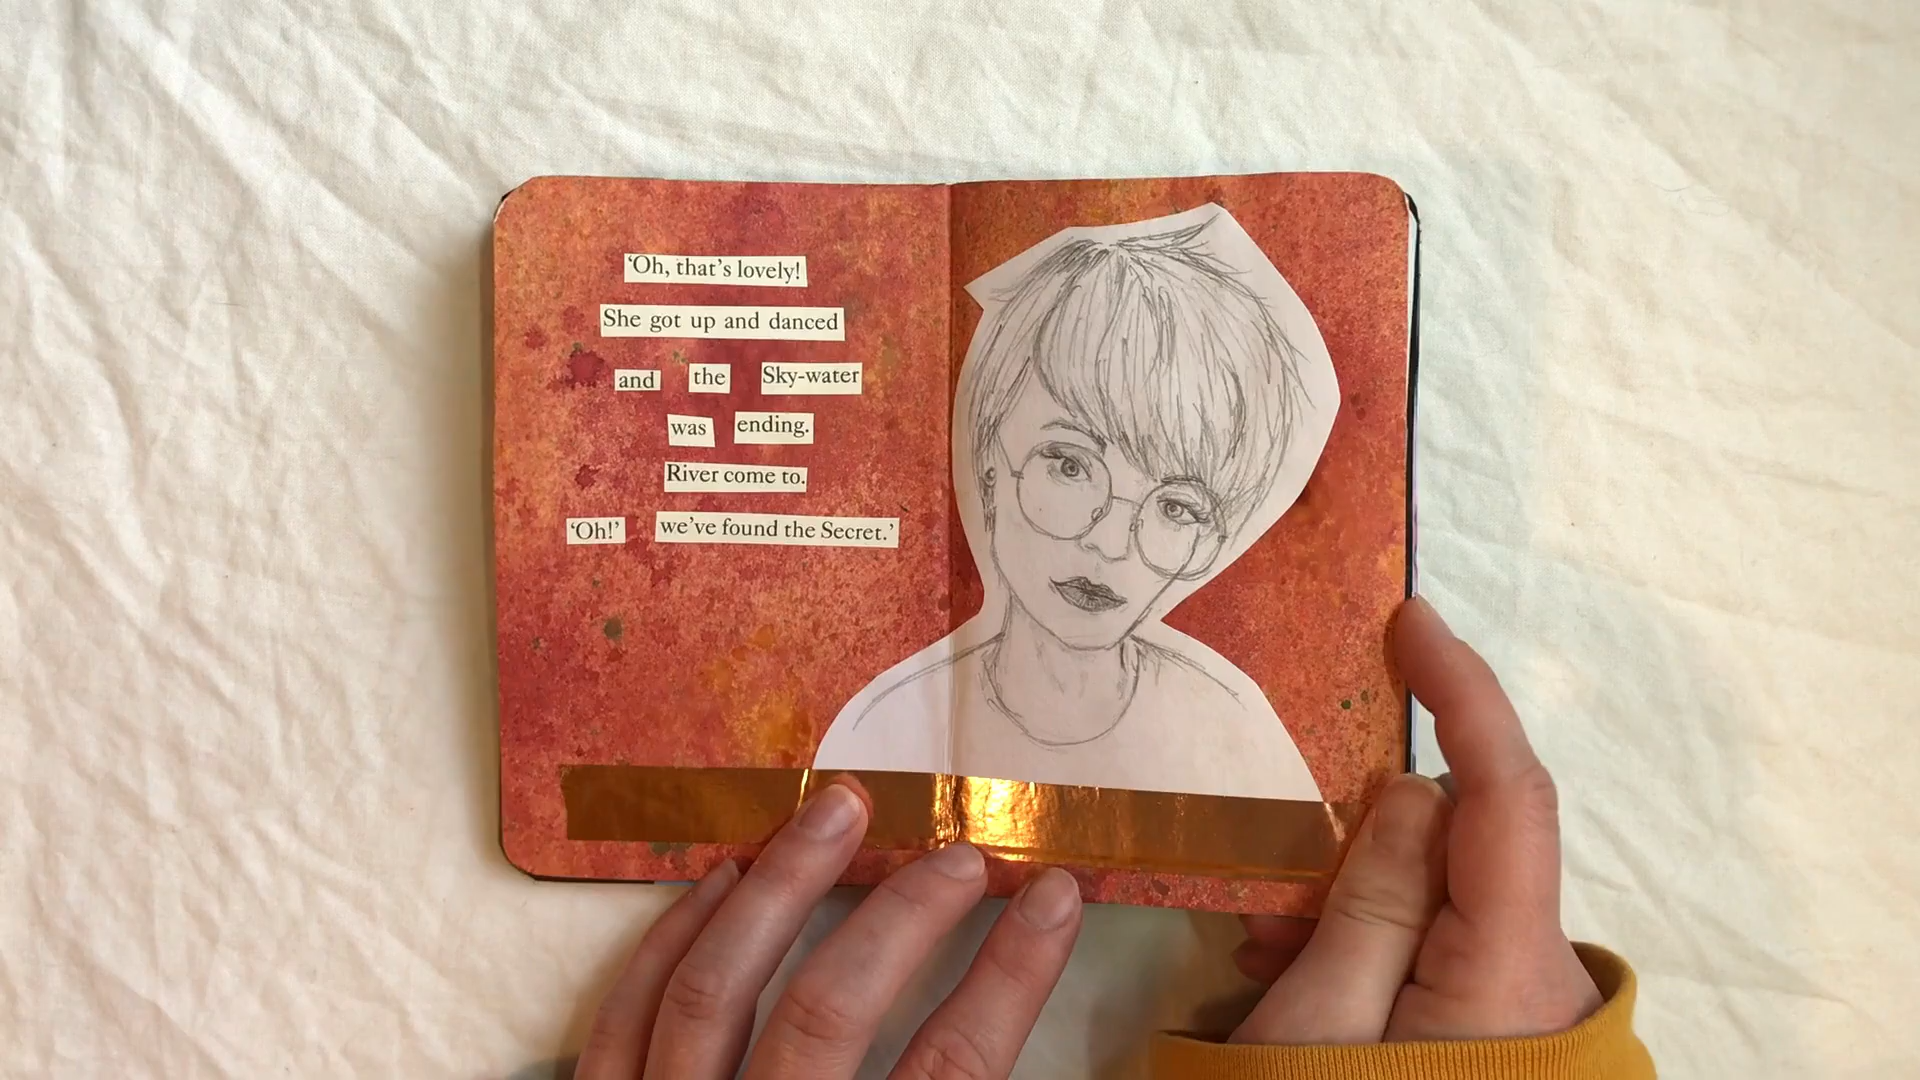 ‘Oh, that’s lovely!
She got up and danced
and the Sky-water
was ending.
River come to.
‘Oh!’ we’ve found the Secret.’